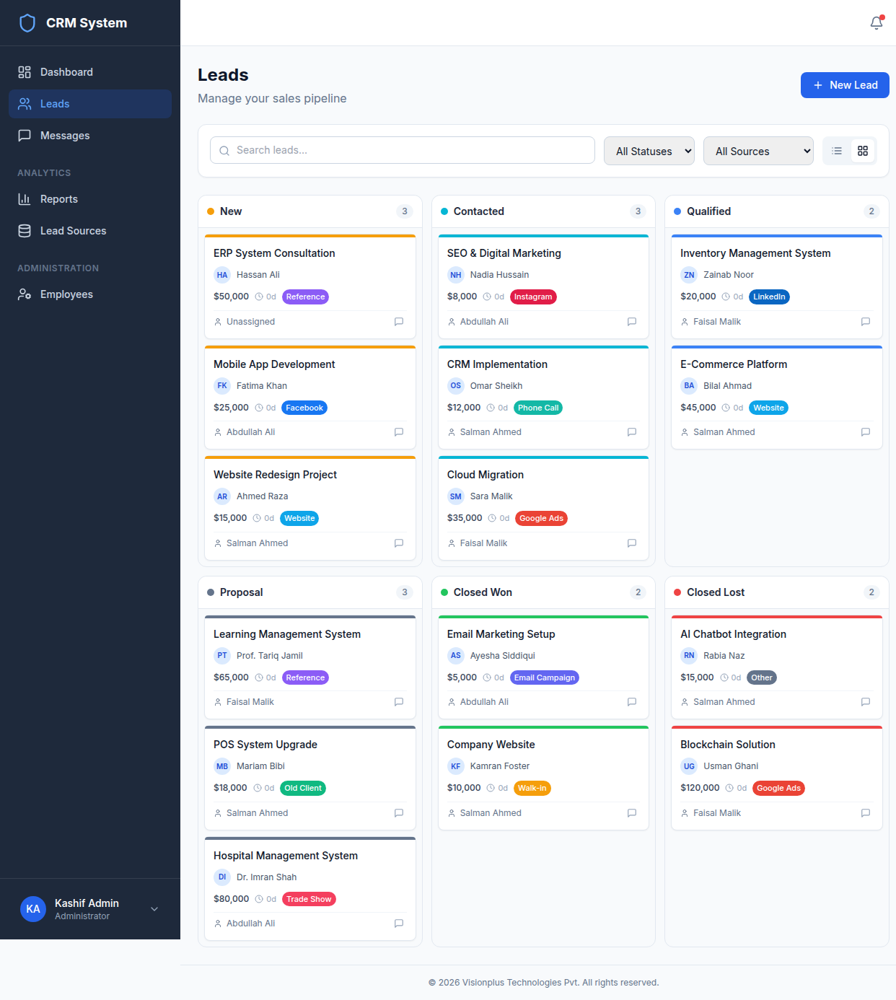 CRM System
Dashboard
Leads
Messages
ANALYTICS
Reports
Lead Sources
ADMINISTRATION
Employees
KA
Kashif Admin
Administrator
Leads
Manage your sales pipeline
New Lead
Search leads...
All Statuses
All Sources
New
3
ERP System Consultation
HA Hassan Ali
$50,000 0d Reference
Unassigned
Mobile App Development
FK Fatima Khan
$25,000 0d Facebook
Abdullah Ali
Website Redesign Project
AR Ahmed Raza
$15,000 0d Website
Salman Ahmed
Contacted
3
SEO & Digital Marketing
NH Nadia Hussain
$8,000 0d Instagram
Abdullah Ali
CRM Implementation
OS Omar Sheikh
$12,000 0d Phone Call
Salman Ahmed
Cloud Migration
SM Sara Malik
$35,000 0d Google Ads
Faisal Malik
Qualified
2
Inventory Management System
ZN Zainab Noor
$20,000 0d LinkedIn
Faisal Malik
E-Commerce Platform
BA Bilal Ahmad
$45,000 0d Website
Salman Ahmed
Proposal
3
Learning Management System
PT Prof. Tariq Jamil
$65,000 0d Reference
Faisal Malik
POS System Upgrade
MB Mariam Bibi
$18,000 0d Old Client
Salman Ahmed
Hospital Management System
DI Dr. Imran Shah
$80,000 0d Trade Show
Abdullah Ali
Closed Won
2
Email Marketing Setup
AS Ayesha Siddiqui
$5,000 0d Email Campaign
Abdullah Ali
Company Website
KF Kamran Foster
$10,000 0d Walk-in
Salman Ahmed
Closed Lost
2
AI Chatbot Integration
RN Rabia Naz
$15,000 0d Other
Salman Ahmed
Blockchain Solution
UG Usman Ghani
$120,000 0d Google Ads
Faisal Malik
© 2026 Visionplus Technologies Pvt. All rights reserved.